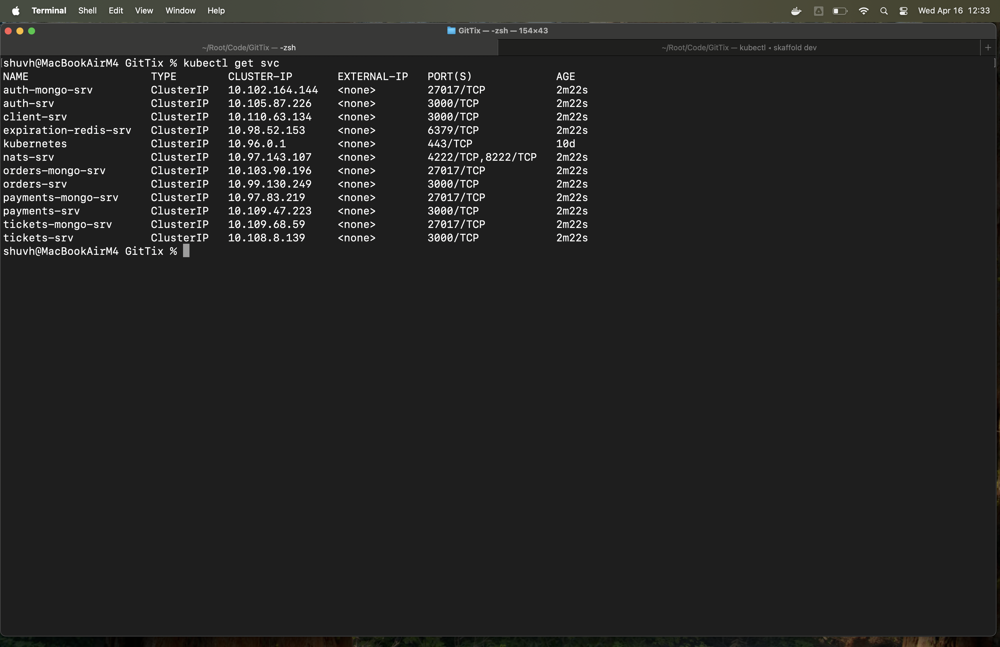 Terminal Shell Edit View Window Help Wed Apr 16 12:33
GitTix — -zsh — 154×43
~/Root/Code/GitTix — -zsh ~/Root/Code/GitTix — kubectl ◂ skaffold dev +
[shuvh@MacBookAirM4 GitTix % kubectl get svc ]
NAME TYPE CLUSTER-IP EXTERNAL-IP PORT(S) AGE
auth-mongo-srv ClusterIP 10.102.164.144 <none> 27017/TCP 2m22s
auth-srv ClusterIP 10.105.87.226 <none> 3000/TCP 2m22s
client-srv ClusterIP 10.110.63.134 <none> 3000/TCP 2m22s
expiration-redis-srv ClusterIP 10.98.52.153 <none> 6379/TCP 2m22s
kubernetes ClusterIP 10.96.0.1 <none> 443/TCP 10d
nats-srv ClusterIP 10.97.143.107 <none> 4222/TCP,8222/TCP 2m22s
orders-mongo-srv ClusterIP 10.103.90.196 <none> 27017/TCP 2m22s
orders-srv ClusterIP 10.99.130.249 <none> 3000/TCP 2m22s
payments-mongo-srv ClusterIP 10.97.83.219 <none> 27017/TCP 2m22s
payments-srv ClusterIP 10.109.47.223 <none> 3000/TCP 2m22s
tickets-mongo-srv ClusterIP 10.109.68.59 <none> 27017/TCP 2m22s
tickets-srv ClusterIP 10.108.8.139 <none> 3000/TCP 2m22s
shuvh@MacBookAirM4 GitTix %